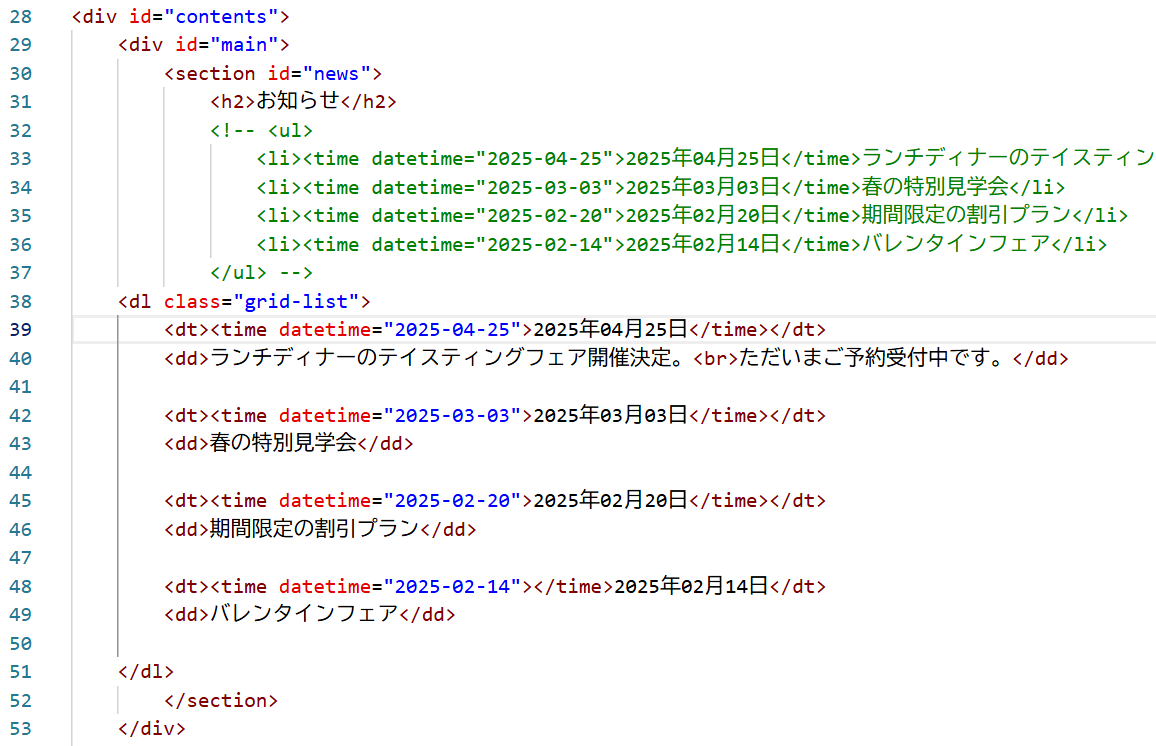 28 <div id="contents">
29 <div id="main">
30 <section id="news">
31 <h2>お知らせ</h2>
32 <!-- <ul>
33 <li><time datetime="2025-04-25">2025年04月25日</time>ランチディナーのテイスティン
34 <li><time datetime="2025-03-03">2025年03月03日</time>春の特別見学会</li>
35 <li><time datetime="2025-02-20">2025年02月20日</time>期間限定の割引プラン</li>
36 <li><time datetime="2025-02-14">2025年02月14日</time>バレンタインフェア</li>
37 </ul> -->
38 <dl class="grid-list">
39 <dt><time datetime="2025-04-25">2025年04月25日</time></dt>
40 <dd>ランチディナーのテイスティングフェア開催決定。<br>ただいまご予約受付中です。</dd>
41
42 <dt><time datetime="2025-03-03">2025年03月03日</time></dt>
43 <dd>春の特別見学会</dd>
44
45 <dt><time datetime="2025-02-20">2025年02月20日</time></dt>
46 <dd>期間限定の割引プラン</dd>
47
48 <dt><time datetime="2025-02-14"></time>2025年02月14日</dt>
49 <dd>バレンタインフェア</dd>
50
51 </dl>
52 </section>
53 </div>